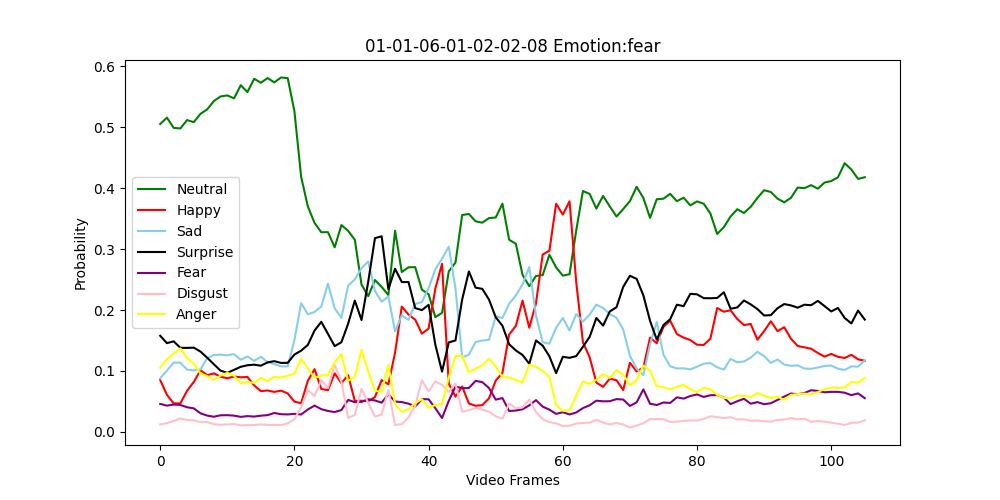 01-01-06-01-02-02-08 Emotion:fear
Probability
0.6
0.5
0.4
0.3
0.2
0.1
0.0
Neutral
Happy
Sad
Surprise
Fear
Disgust
Anger
0 20 40 60 80 100
Video Frames